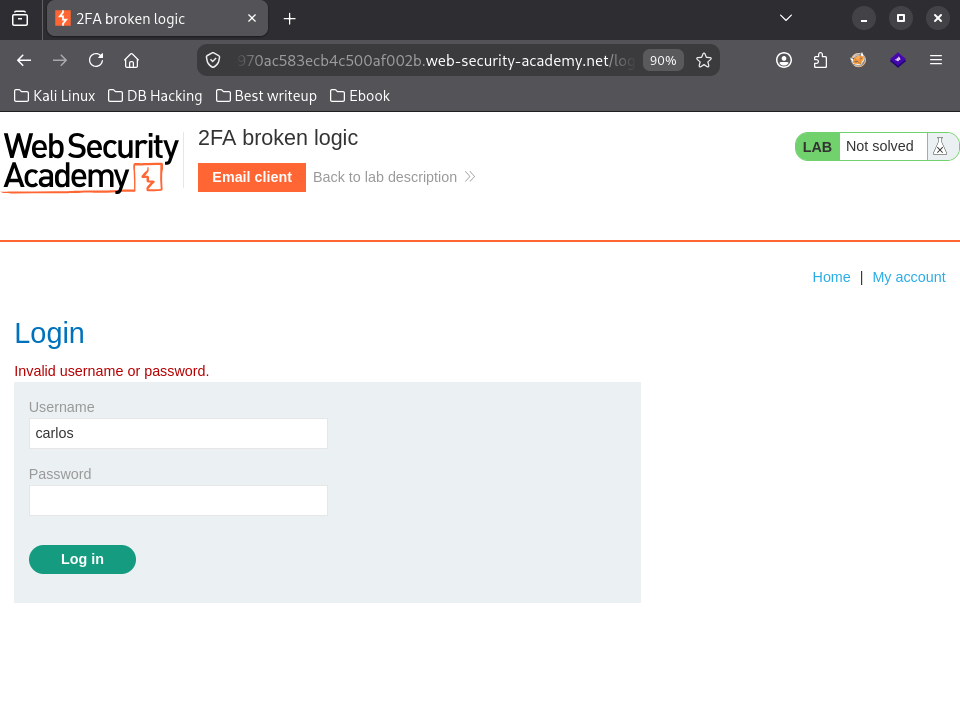 2FA broken logic
970ac583ecb4c500af002b.web-security-academy.net/log
90%
Kali Linux
DB Hacking
Best writeup
Ebook
WebSecurity
Academy
2FA broken logic
Email client
Back to lab description
LAB
Not solved
Home | My account
Login
Invalid username or password.
Username
carlos
Password
Log in